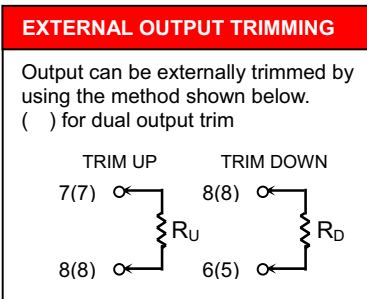 EXTERNAL OUTPUT TRIMMING
Output can be externally trimmed by
using the method shown below.
( ) for dual output trim
TRIM UP TRIM DOWN
7(7) 8(8)
RU RD
8(8) 6(5)